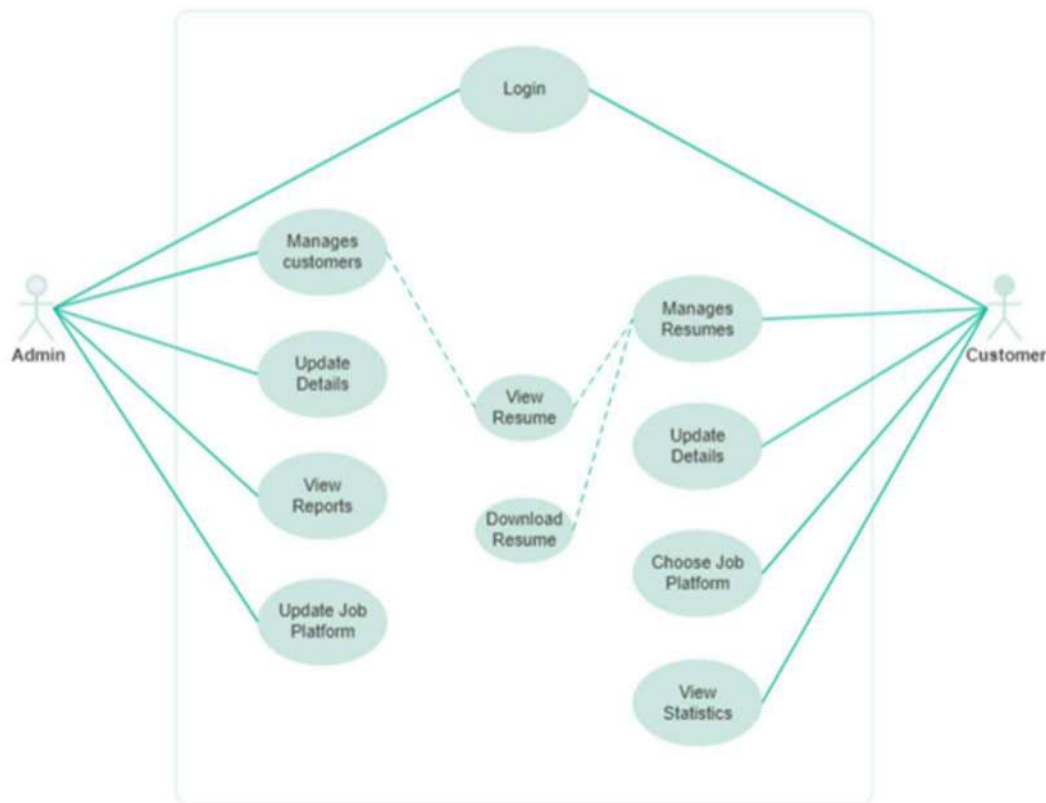 Login
Manages
customers
Manages
Resumes
Admin
Customer
Update
Details
View
Resume
Update
Details
View
Reports
Download
Resume
Choose Job
Platform
Update Job
Platform
View
Statistics